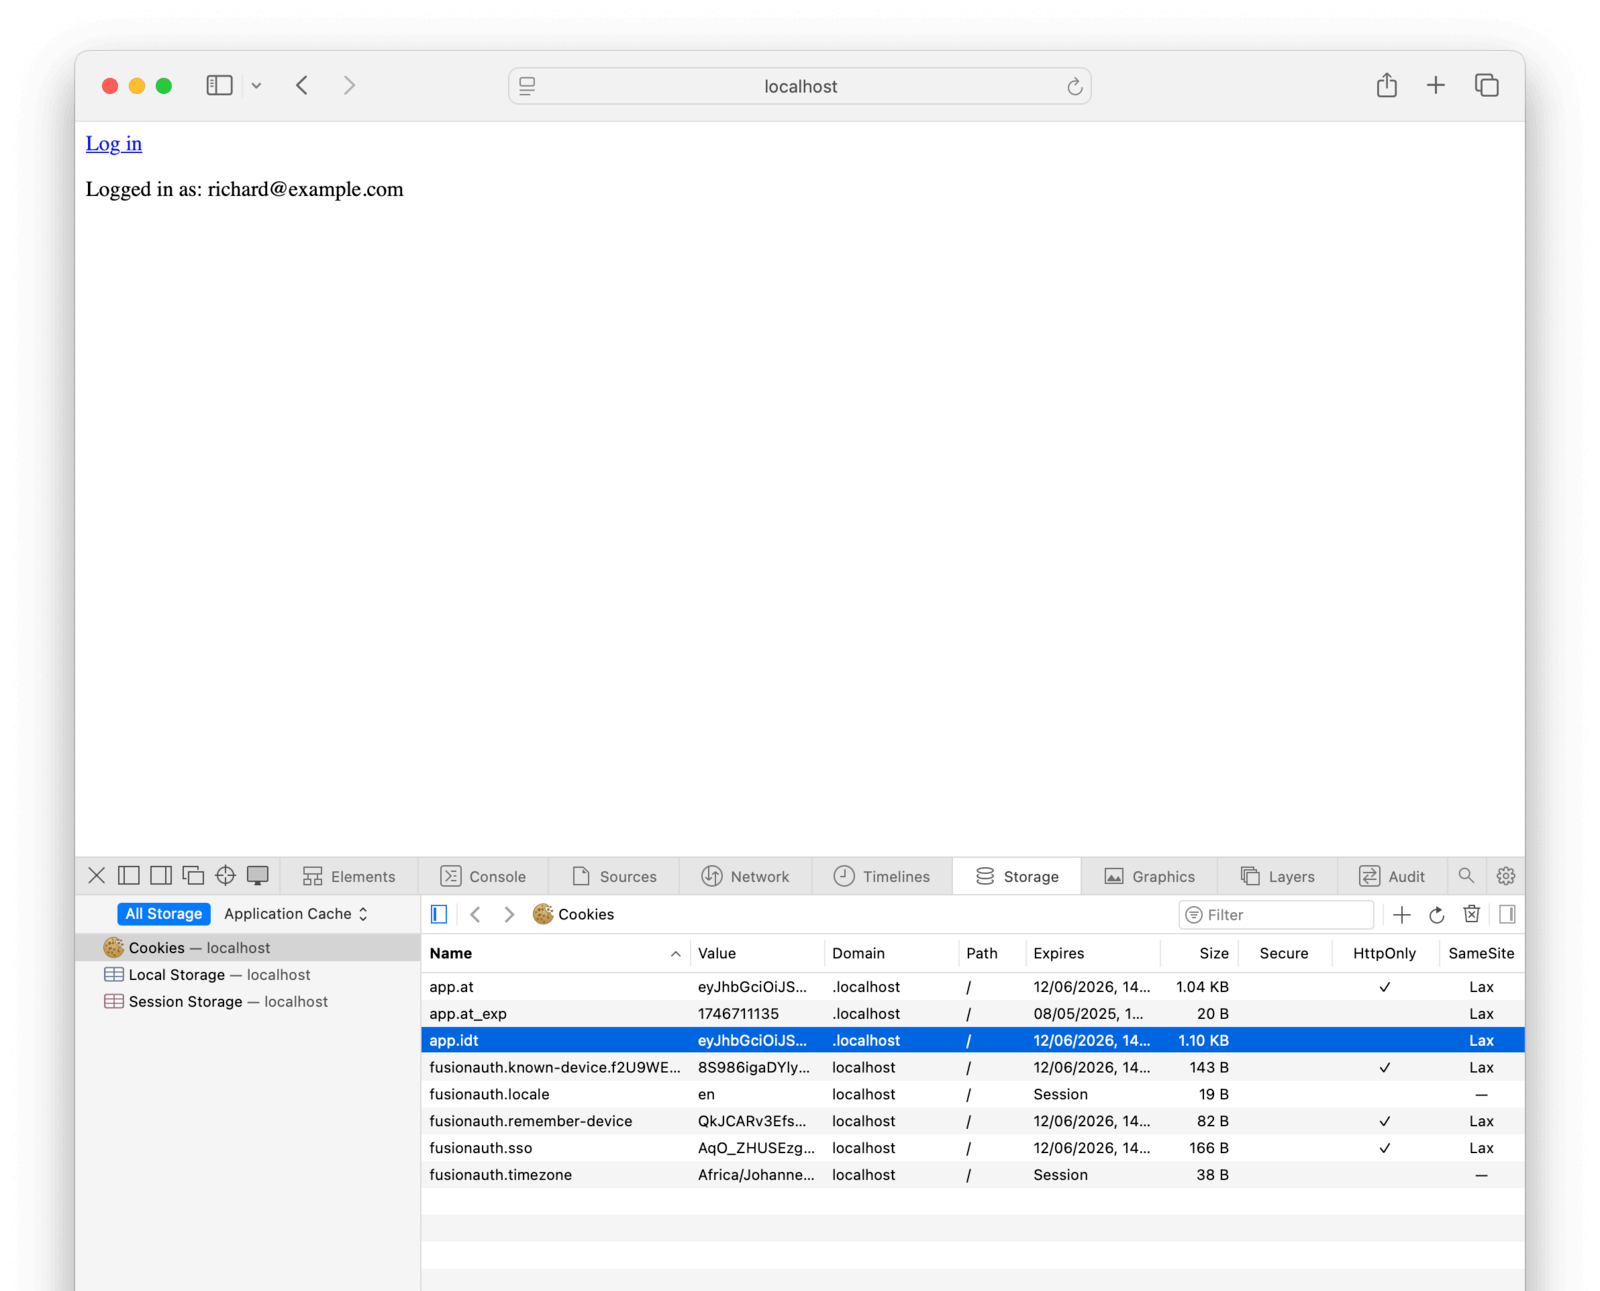 localhost
Log in
Logged in as: richard@example.com
Elements Console Sources Network Timelines Storage Graphics Layers Audit
All Storage Application Cache Cookies Filter
Cookies — localhost
Local Storage — localhost
Session Storage — localhost
Name Value Domain Path Expires Size Secure HttpOnly SameSite
app.at eyJhbGciOiJS... .localhost / 12/06/2026, 14... 1.04 KB ✓ Lax
app.at_exp 1746711135 .localhost / 08/05/2025, 1... 20 B Lax
app.idt eyJhbGciOiJS... .localhost / 12/06/2026, 14... 1.10 KB Lax
fusionauth.known-device.f2U9WE... 8S986igaDYly... localhost / 12/06/2026, 14... 143 B ✓ Lax
fusionauth.locale en localhost / Session 19 B —
fusionauth.remember-device QkJCARv3Efs... localhost / 12/06/2026, 14... 82 B ✓ Lax
fusionauth.sso AqO_ZHUSEzg... localhost / 12/06/2026, 14... 166 B ✓ Lax
fusionauth.timezone Africa/Johanne... localhost / Session 38 B —